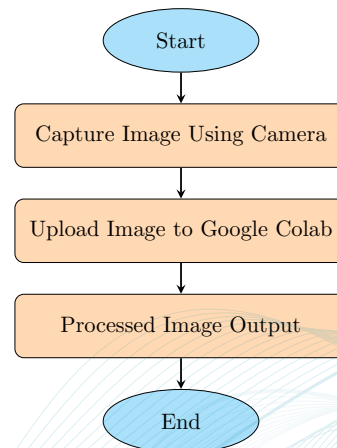 Start
Capture Image Using Camera
Upload Image to Google Colab
Processed Image Output
End